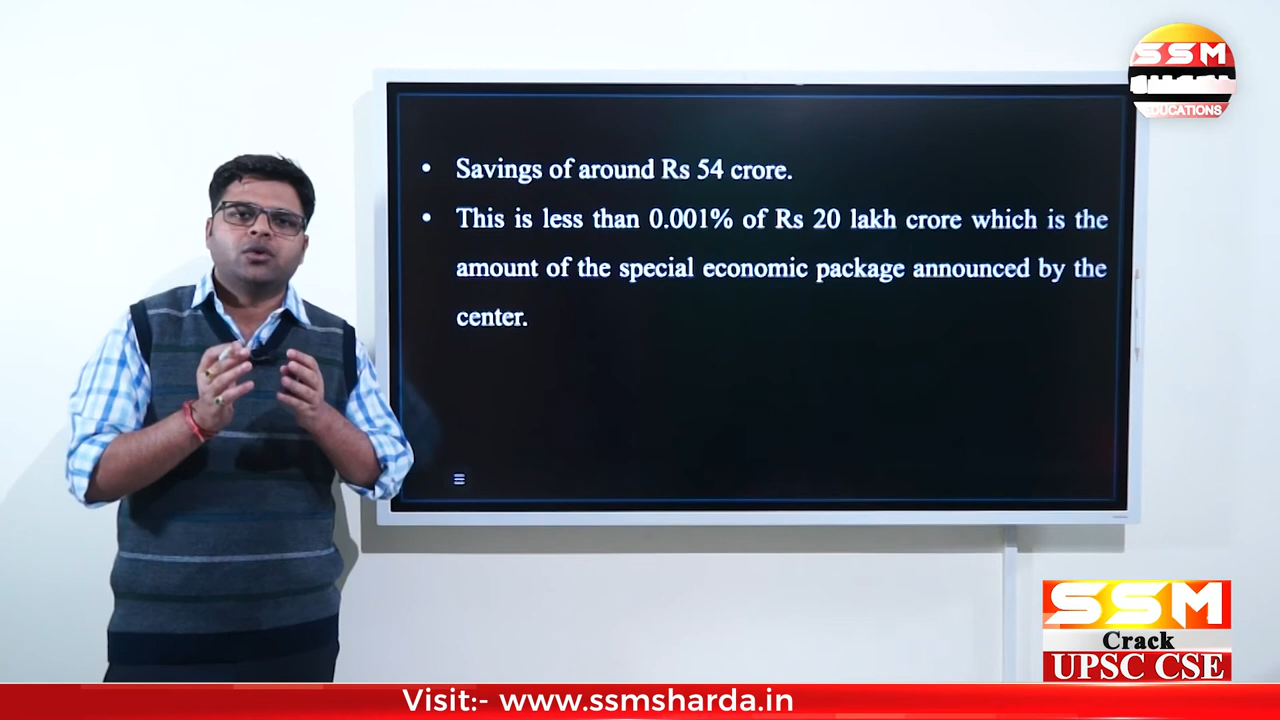 SSM
EDUCATIONS
• Savings of around Rs 54 crore.
• This is less than 0.001% of Rs 20 lakh crore which is the
amount of the special economic package announced by the
center.
SSM
Crack
UPSC CSE
Visit:- www.ssmsharda.in